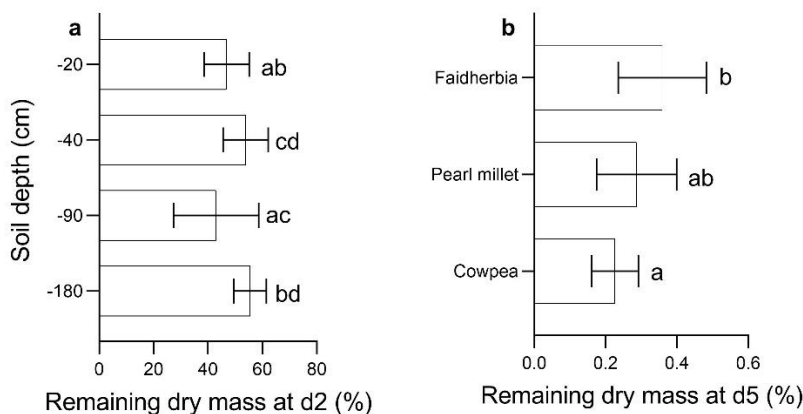 a
Soil depth (cm)
-20
ab
-40
cd
-90
ac
-180
bd
0 20 40 60 80
Remaining dry mass at d2 (%)
b
Faidherbia
b
Pearl millet
ab
Cowpea
a
0.0 0.2 0.4 0.6
Remaining dry mass at d5 (%)